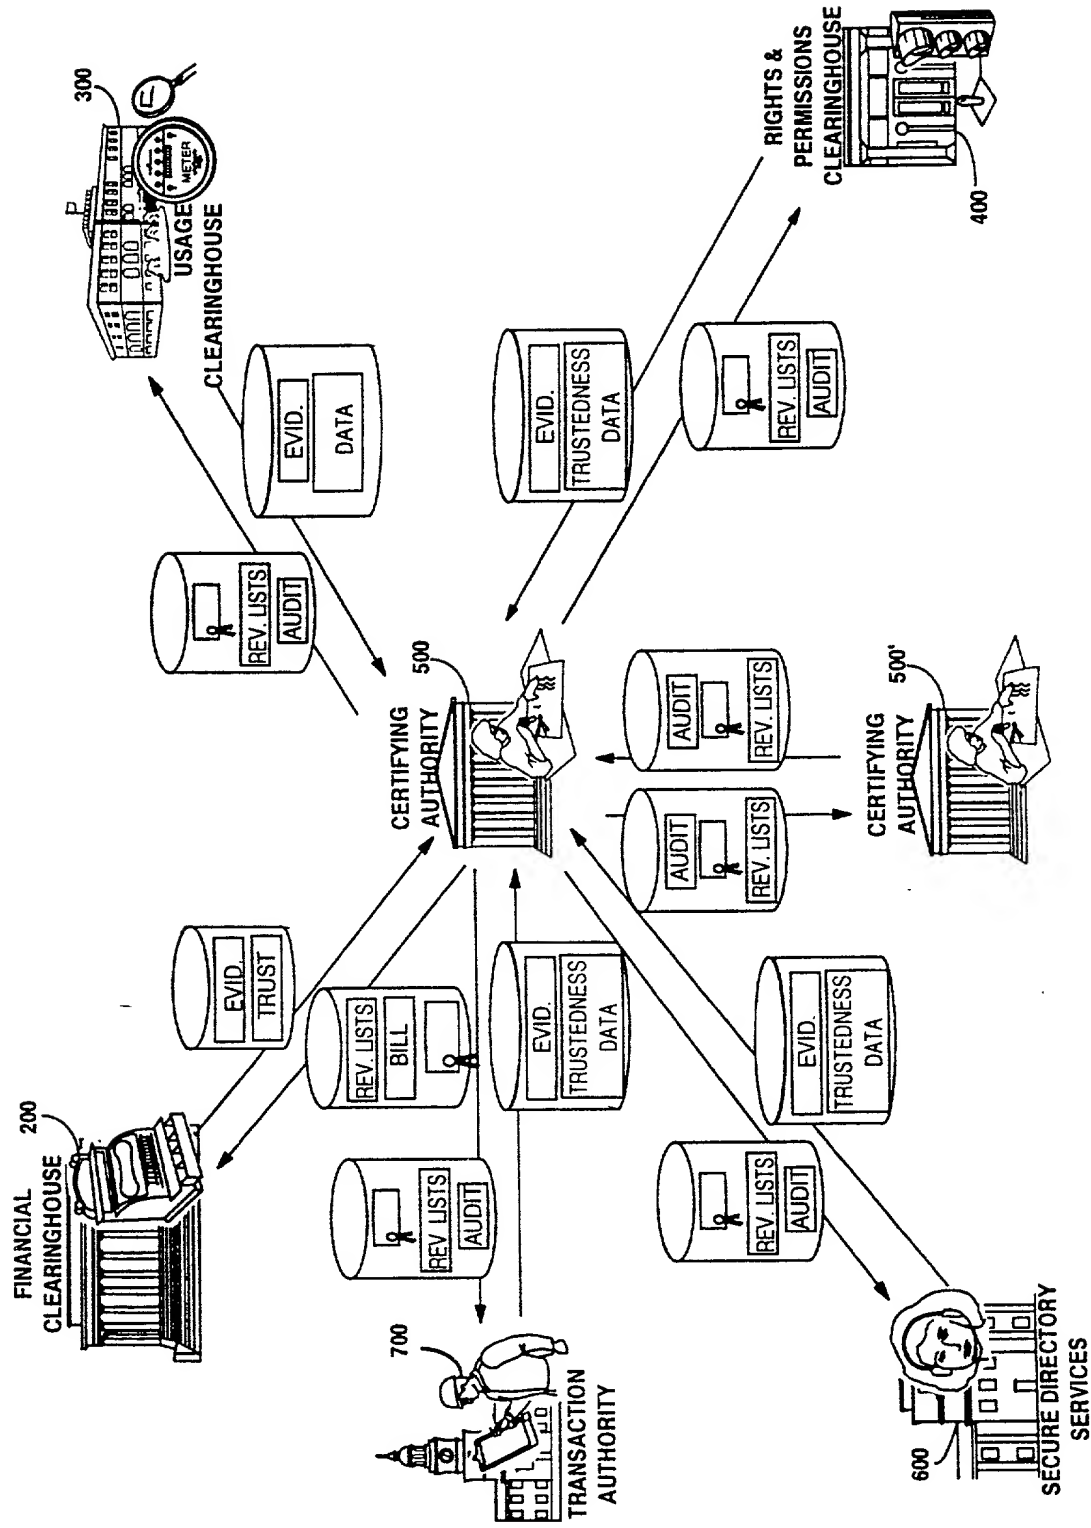 FINANCIAL
CLEARINGHOUSE
200
300
METER
USAGE
CLEARINGHOUSE
EVID.
TRUST
REV. LISTS
AUDIT
EVID.
DATA
REV. LISTS
BILL
TRANSACTION
AUTHORITY
700
REV. LISTS
AUDIT
EVID.
TRUSTEDNESS
DATA
CERTIFYING
AUTHORITY
500
EVID.
TRUSTEDNESS
DATA
RIGHTS &
PERMISSIONS
CLEARINGHOUSE
400
REV. LISTS
AUDIT
AUDIT
REV. LISTS
AUDIT
REV. LISTS
REV. LISTS
AUDIT
EVID.
TRUSTEDNESS
DATA
600
SECURE DIRECTORY
SERVICES
CERTIFYING
AUTHORITY
500'